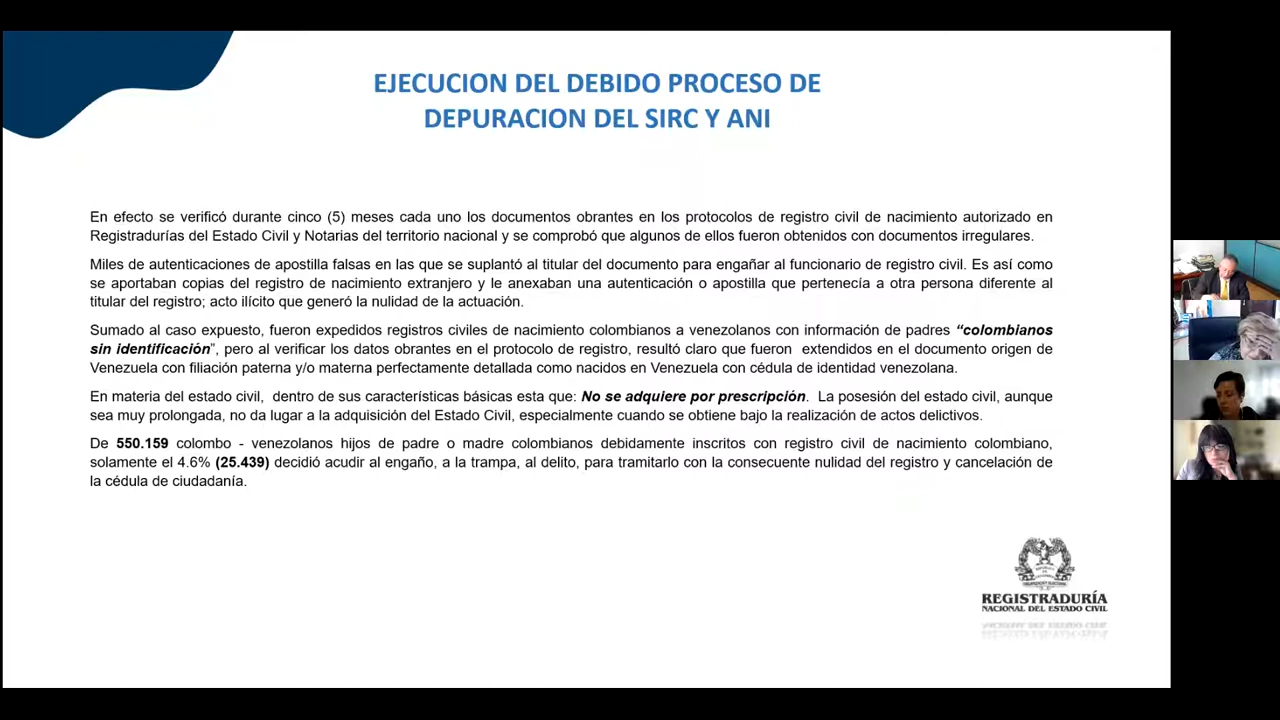 EJECUCION DEL DEBIDO PROCESO DE
DEPURACION DEL SIRC Y ANI
En efecto se verificó durante cinco (5) meses cada uno los documentos obrantes en los protocolos de registro civil de nacimiento autorizado en
Registradurías del Estado Civil y Notarias del territorio nacional y se comprobó que algunos de ellos fueron obtenidos con documentos irregulares.
Miles de autenticaciones de apostilla falsas en las que se suplantó al titular del documento para engañar al funcionario de registro civil. Es así como
se aportaban copias del registro de nacimiento extranjero y le anexaban una autenticación o apostilla que pertenecía a otra persona diferente al
titular del registro; acto ilícito que generó la nulidad de la actuación.
Sumado al caso expuesto, fueron expedidos registros civiles de nacimiento colombianos a venezolanos con información de padres “colombianos
sin identificación”, pero al verificar los datos obrantes en el protocolo de registro, resultó claro que fueron extendidos en el documento origen de
Venezuela con filiación paterna y/o materna perfectamente detallada como nacidos en Venezuela con cédula de identidad venezolana.
En materia del estado civil, dentro de sus características básicas esta que: No se adquiere por prescripción. La posesión del estado civil, aunque
sea muy prolongada, no da lugar a la adquisición del Estado Civil, especialmente cuando se obtiene bajo la realización de actos delictivos.
De 550.159 colombo - venezolanos hijos de padre o madre colombianos debidamente inscritos con registro civil de nacimiento colombiano,
solamente el 4.6% (25.439) decidió acudir al engaño, a la trampa, al delito, para tramitarlo con la consecuente nulidad del registro y cancelación de
la cédula de ciudadanía.
REGISTRADURÍA
NACIONAL DEL ESTADO CIVIL